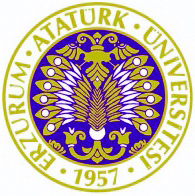 ERZURUM · ATATÜRK · ÜNİVERSİTESİ
· 1957 ·